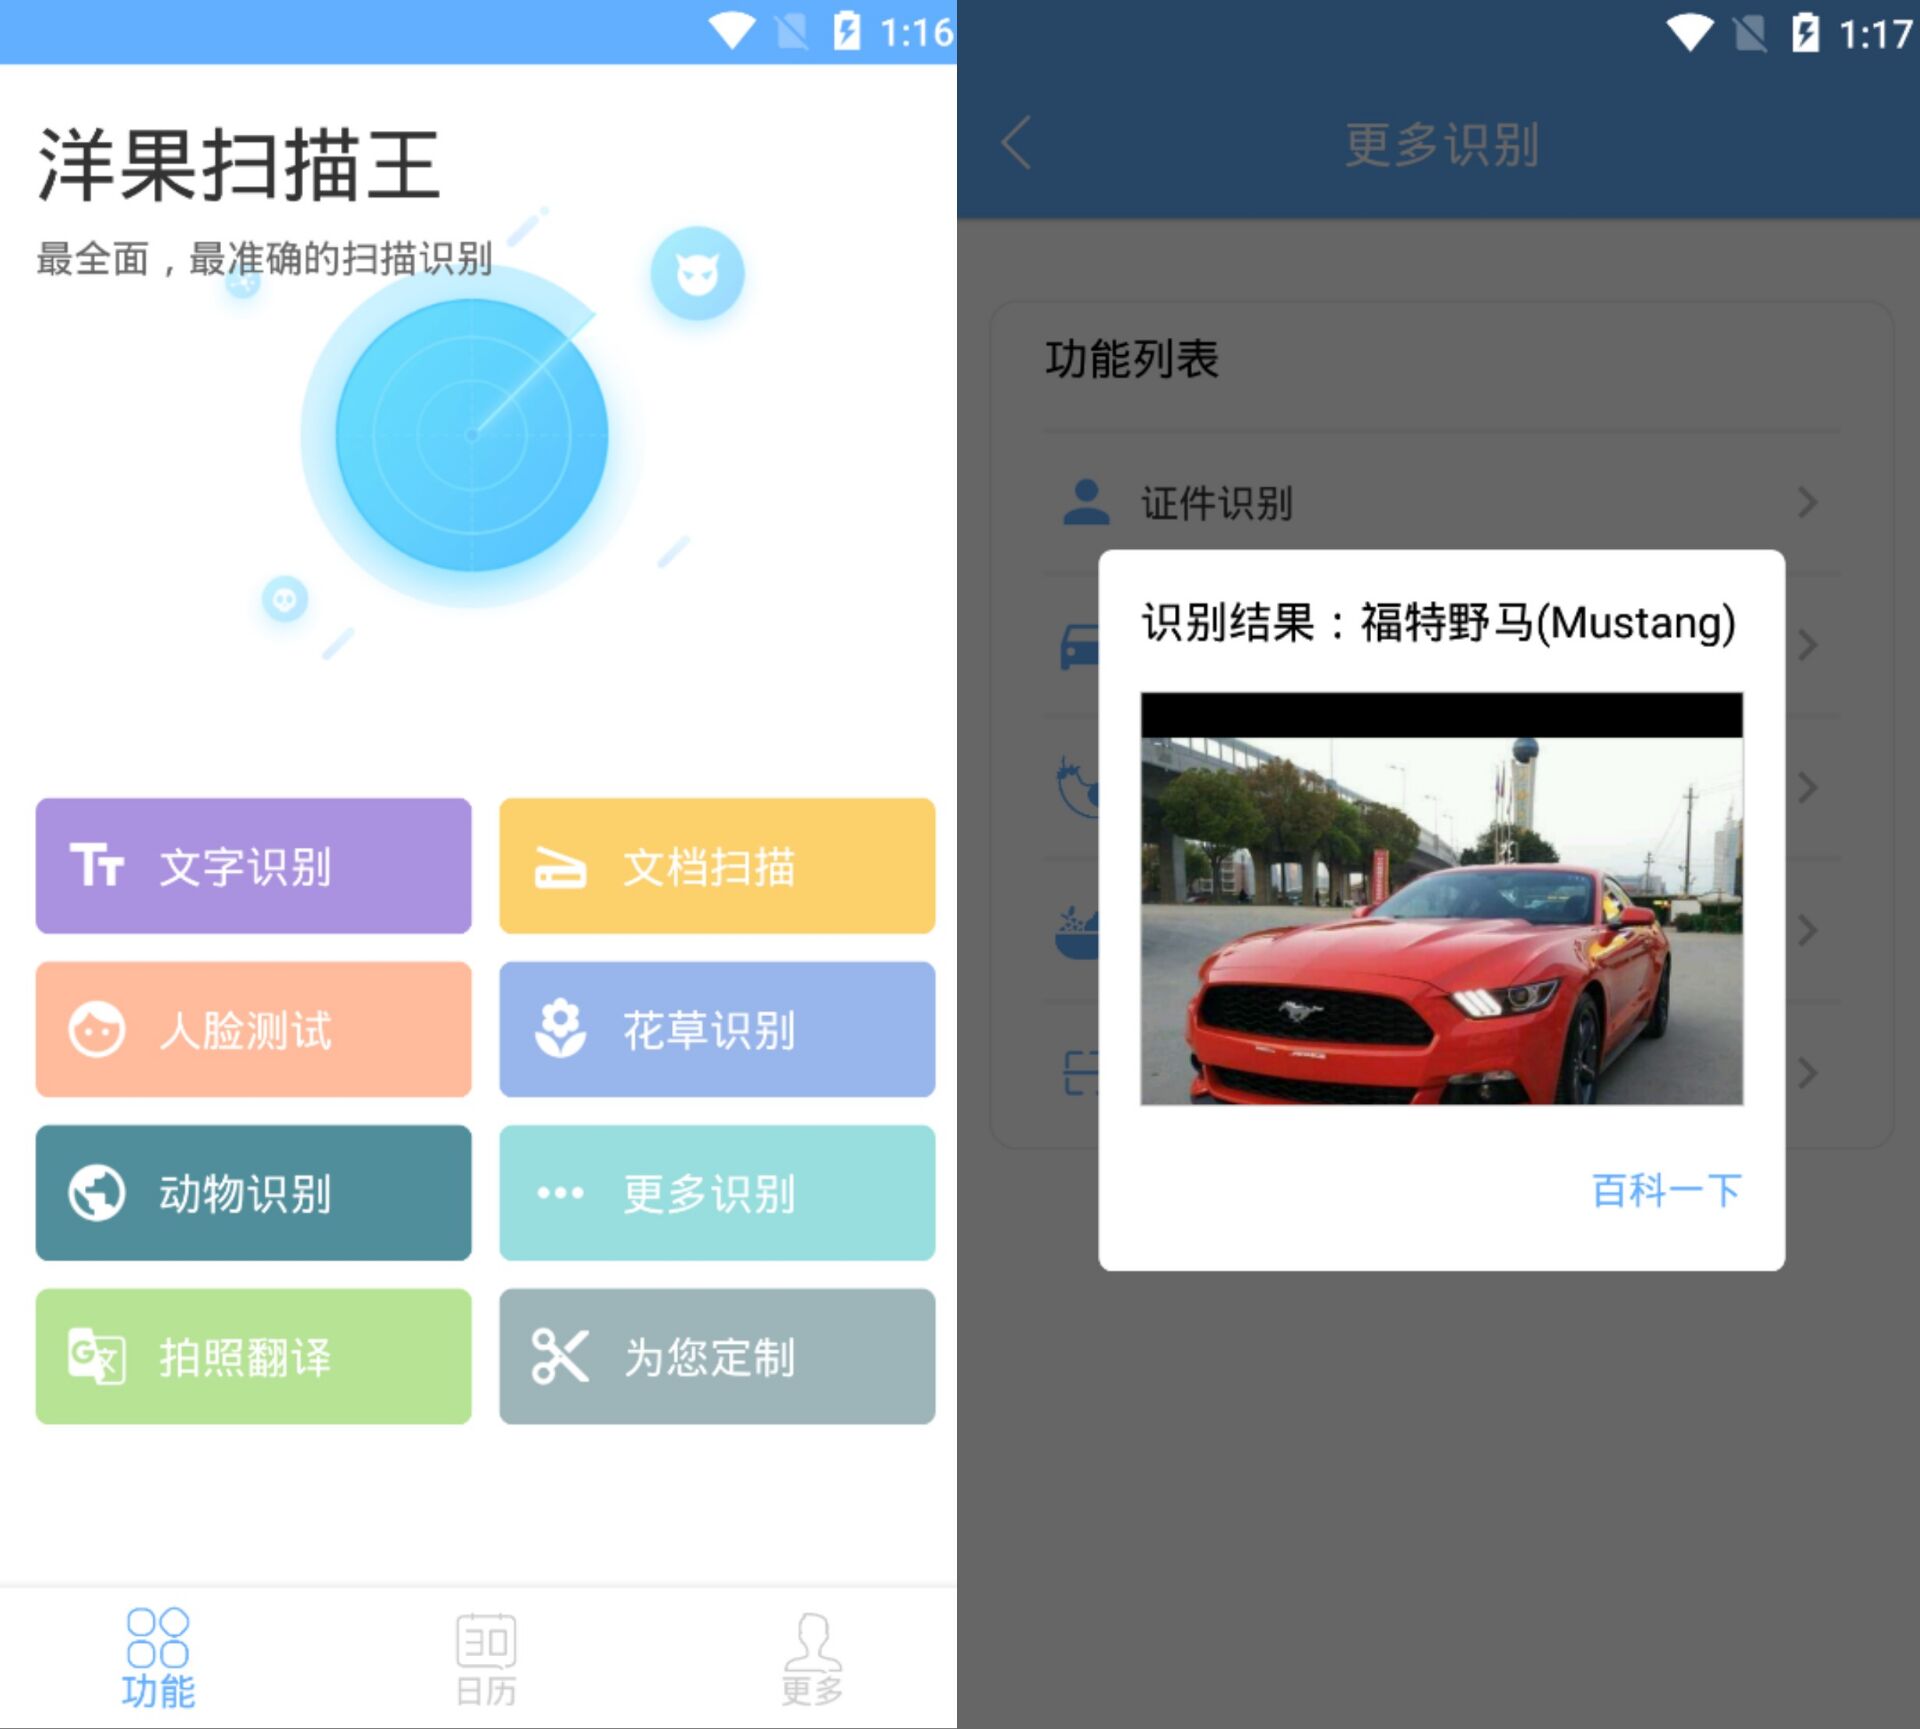 1:16
洋果扫描王
最全面，最准确的扫描识别
文字识别
文档扫描
人脸测试
花草识别
动物识别
更多识别
拍照翻译
为您定制
功能
30
日历
更多
1:17
更多识别
功能列表
证件识别
识别结果：福特野马(Mustang)
百科一下